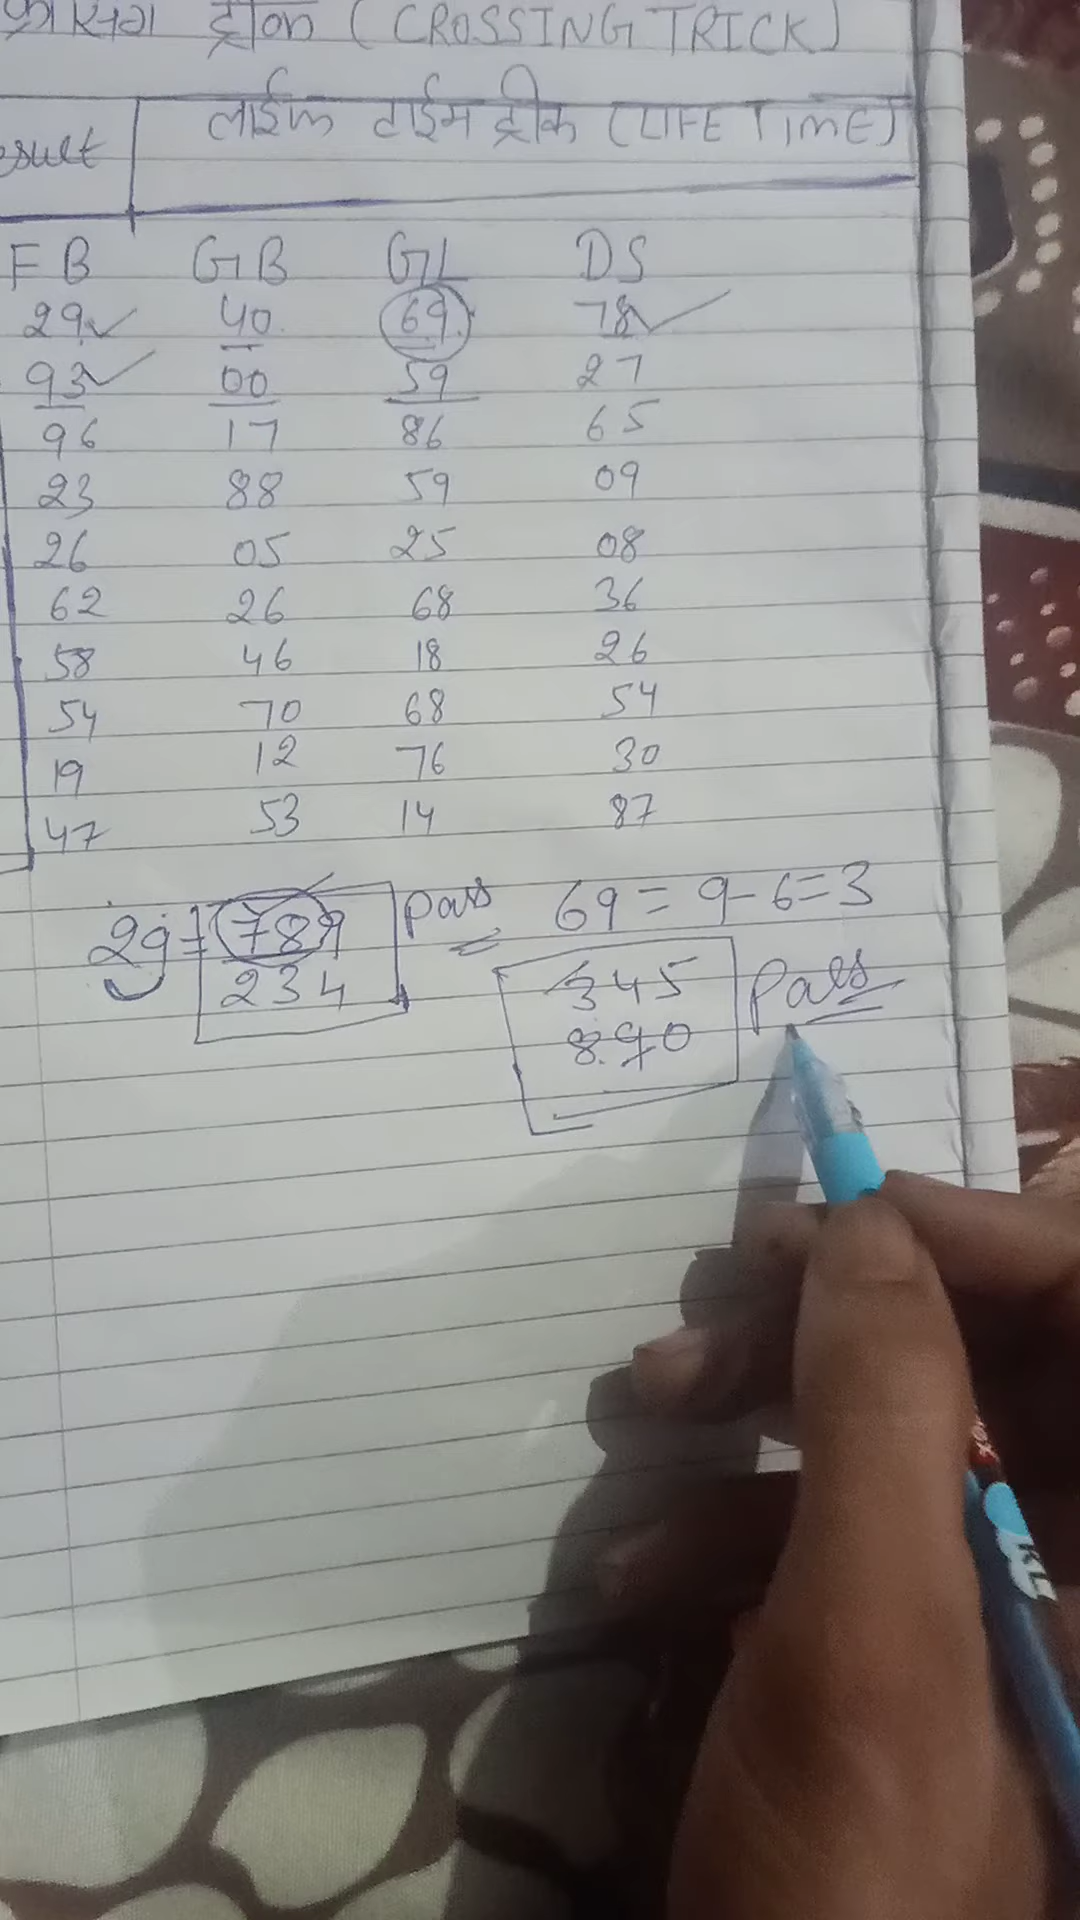 ट्रीक (CROSSING TRICK)
लाईफ टाईम ट्रीक (LIFE TIME)
FB GB GL DS
29 40 69 78
93 00 59 27
96 17 86 65
23 88 59 09
26 05 25 08
62 26 68 36
58 46 18 26
54 70 68 54
19 12 76 30
47 53 14 87
29 = 789 Pass 69 = 9-6=3
234
345 Pass
890